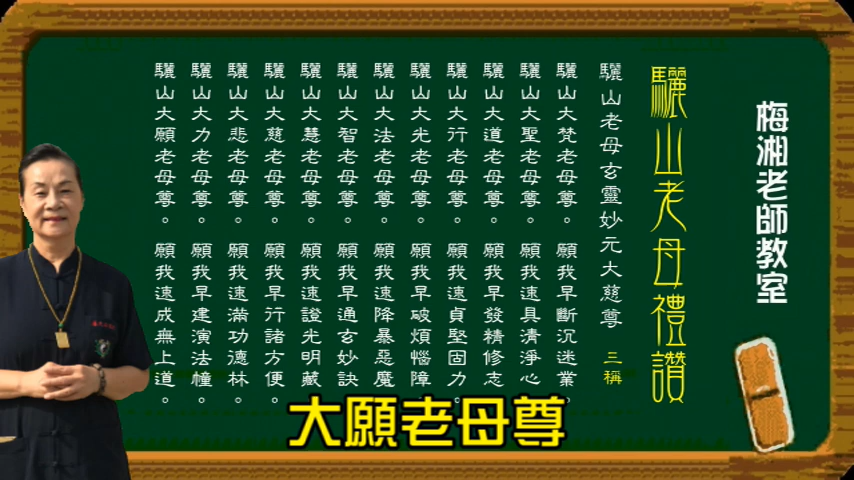 梅湘老師教室
驪山老母禮讚
驪山老母玄靈妙元大慈尊 三稱
驪山大梵老母尊。願我早斷沉迷業。
驪山大聖老母尊。願我速具清淨心
驪山大道老母尊。願我早發精修志
驪山大行老母尊。願我速貞堅固力
驪山大光老母尊。願我早破煩惱障
驪山大法老母尊。願我速降暴惡魔
驪山大智老母尊。願我早通玄妙訣
驪山大慧老母尊。願我速證光明藏
驪山大慈老母尊。願我早行諸方便。
驪山大悲老母尊。願我速滿功德林。
驪山大力老母尊。願我早建演法幢。
驪山大願老母尊。願我速成無上道。
大願老母尊